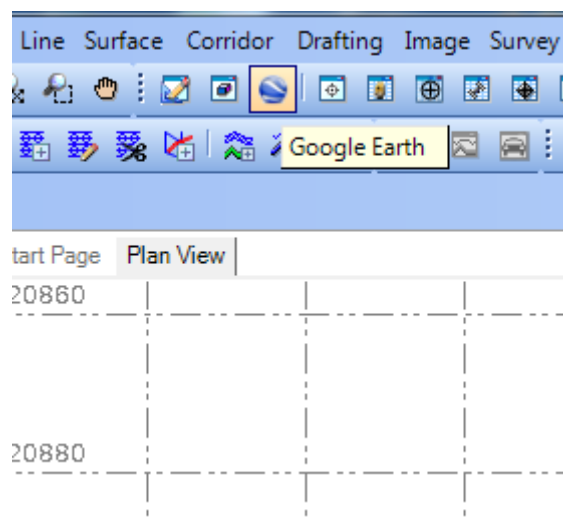 Line Surface Corridor Drafting Image Survey
Google Earth
tart Page Plan View
20860
20880